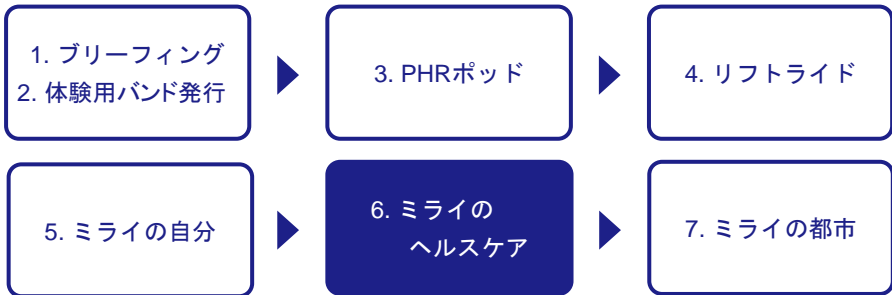 1. ブリーフィング
2. 体験用バンド発行
3. PHRポッド
4. リフトライド
5. ミライの自分
6. ミライの
ヘルスケア
7. ミライの都市